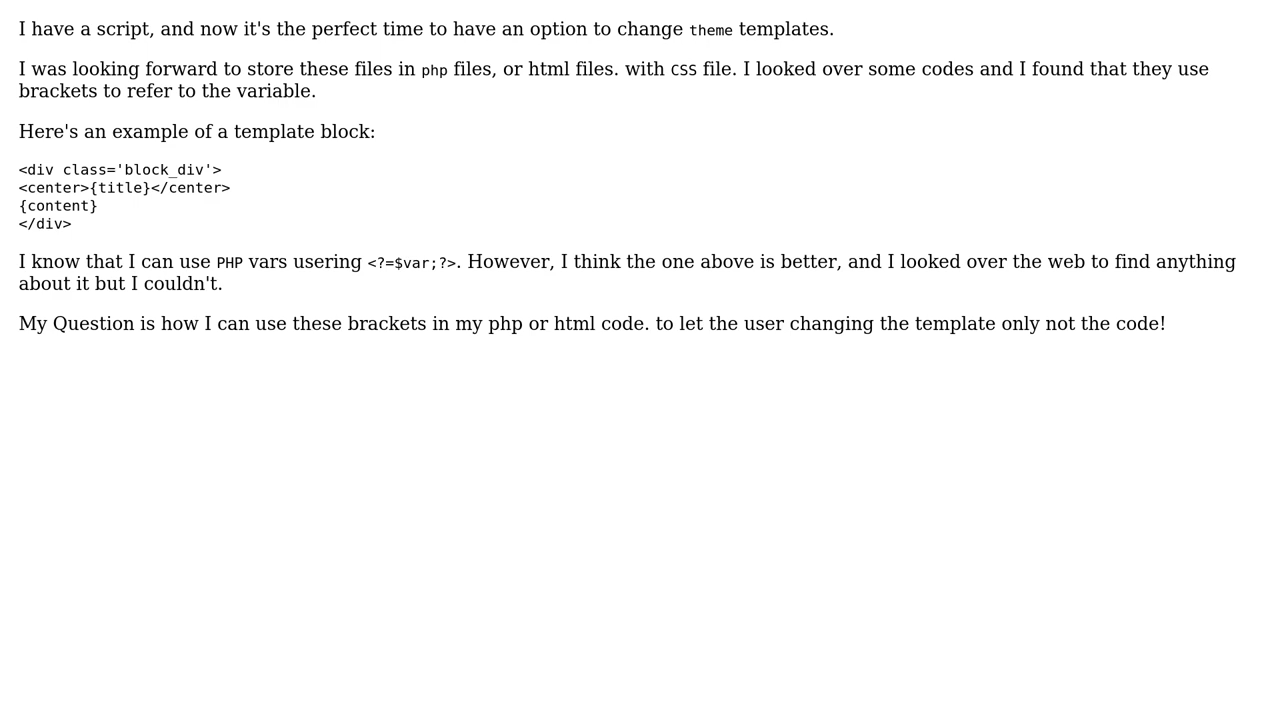 I have a script, and now it's the perfect time to have an option to change theme templates.
I was looking forward to store these files in php files, or html files. with CSS file. I looked over some codes and I found that they use
brackets to refer to the variable.
Here's an example of a template block:
<div class='block_div'>
<center>{title}</center>
{content}
</div>
I know that I can use PHP vars usering <?=$var;?>. However, I think the one above is better, and I looked over the web to find anything
about it but I couldn't.
My Question is how I can use these brackets in my php or html code. to let the user changing the template only not the code!